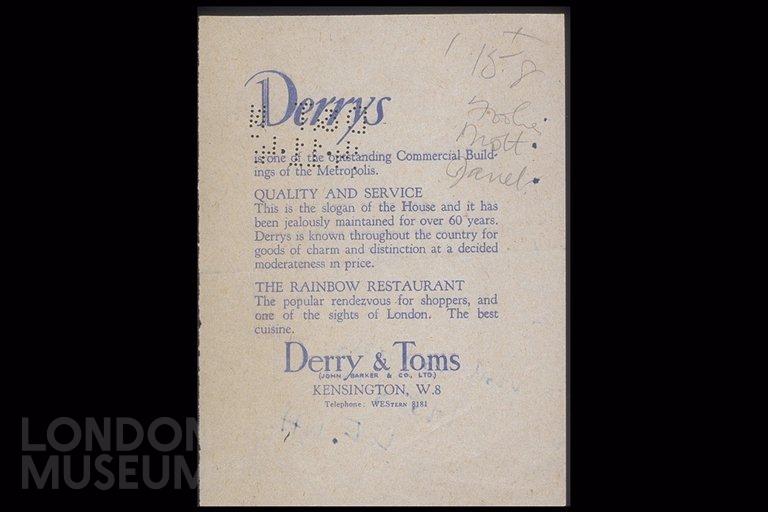 15.8
Derrys
is one of the outstanding Commercial Build-
ings of the Metropolis.
QUALITY AND SERVICE
This is the slogan of the House and it has
been jealously maintained for over 60 years.
Derrys is known throughout the country for
goods of charm and distinction at a decided
moderateness in price.
THE RAINBOW RESTAURANT
The popular rendezvous for shoppers, and
one of the sights of London. The best
cuisine.
Derry & Toms
(JOHN BARKER & CO., LTD.)
KENSINGTON, W.8
Telephone: WESTERN 8181
LONDON
MUSEUM